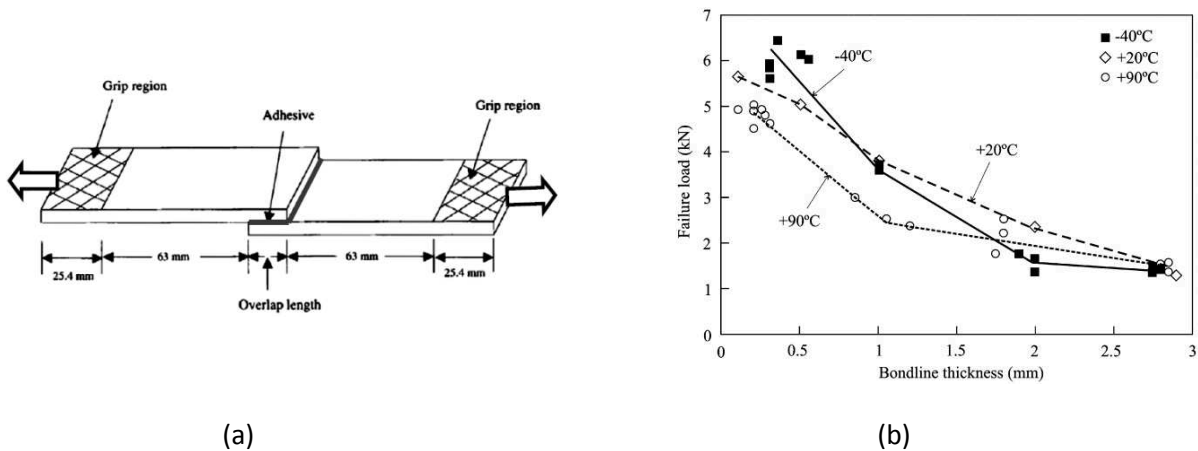 Grip region
Adhesive
Grip region
25.4 mm
63 mm
63 mm
25.4 mm
Overlap length
(a)
7
6
5
4
3
2
1
0
Failure load (kN)
-40ºC
+20ºC
+90ºC
-40ºC
+20ºC
+90ºC
0
0.5
1
1.5
2
2.5
3
Bondline thickness (mm)
(b)